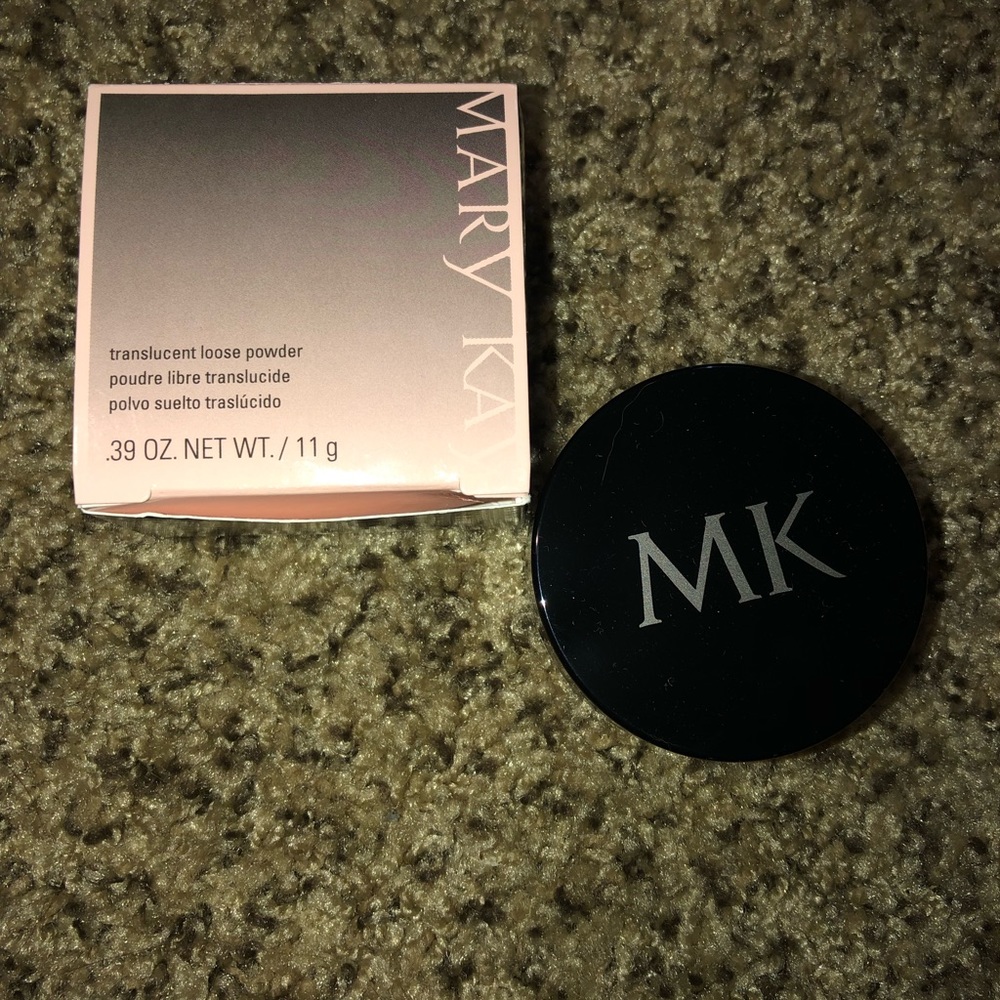 MARY KAY
translucent loose powder
poudre libre translucide
polvo suelto traslúcido
.39 OZ. NET WT. / 11 g
MK